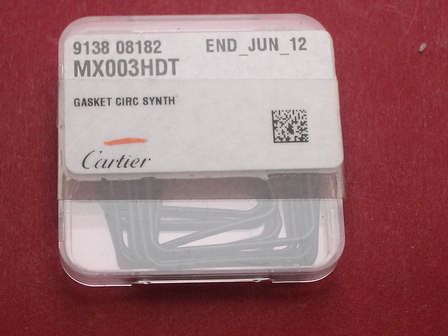 9138 08182 END_JUN_12
MX003HDT
GASKET CIRC SYNTH
Cartier